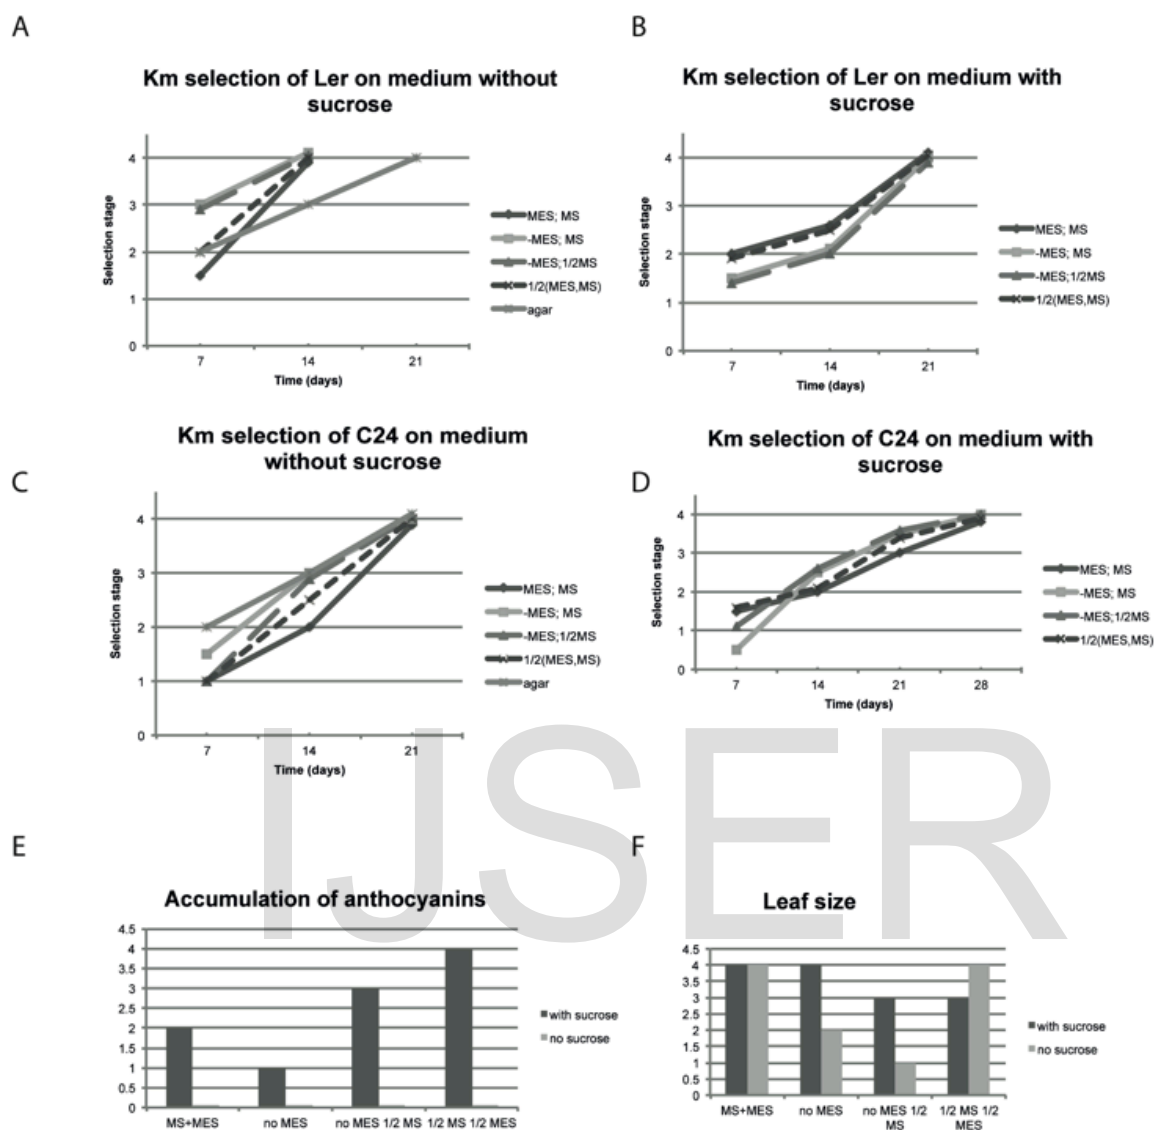 A
Km selection of Ler on medium without
sucrose
Selection stage
4
3
2
1
0
7 14 21
Time (days)
MES; MS
-MES; MS
-MES;1/2MS
1/2(MES,MS)
agar
B
Km selection of Ler on medium with
sucrose
Selection stage
4
3
2
1
0
7 14 21
Time (days)
MES; MS
-MES; MS
-MES;1/2MS
1/2(MES,MS)
C
Km selection of C24 on medium
without sucrose
Selection stage
4
3
2
1
0
7 14 21
Time (days)
MES; MS
-MES; MS
-MES;1/2MS
1/2(MES,MS)
agar
D
Km selection of C24 on medium with
sucrose
Selection stage
4
3
2
1
0
7 14 21 28
Time (days)
MES; MS
-MES; MS
-MES;1/2MS
1/2(MES,MS)
IJSER
E
Accumulation of anthocyanins
4.5
4
3.5
3
2.5
2
1.5
1
0.5
0
MS+MES no MES no MES 1/2 MS 1/2 MS 1/2 MES
with sucrose
no sucrose
F
Leaf size
4.5
4
3.5
3
2.5
2
1.5
1
0.5
0
MS+MES no MES no MES 1/2 1/2 MS 1/2
MS MES
with sucrose
no sucrose